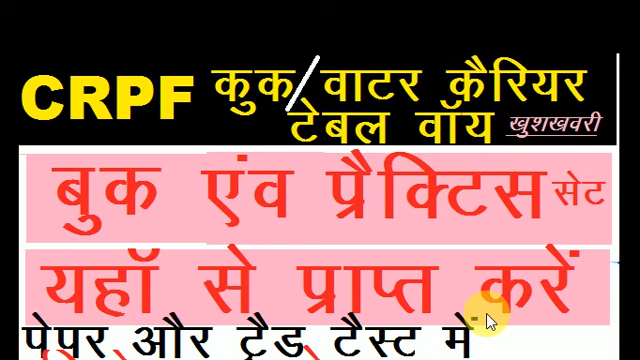 CRPF कुक/वाटर कैरियर
टेबल वॉय खुशखवरी
बुक एंव प्रैक्टिस सेट
यहाँ से प्राप्त करें
पेपर और ट्रैड टैस्ट में